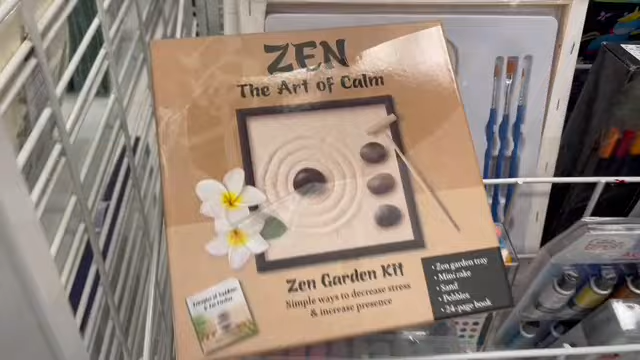 ZEN
The Art of Calm
Zen Garden Kit
Simple ways to decrease stress
& increase presence
• Zen garden tray
• Mini rake
• Sand
• Pebbles
• 24-page book